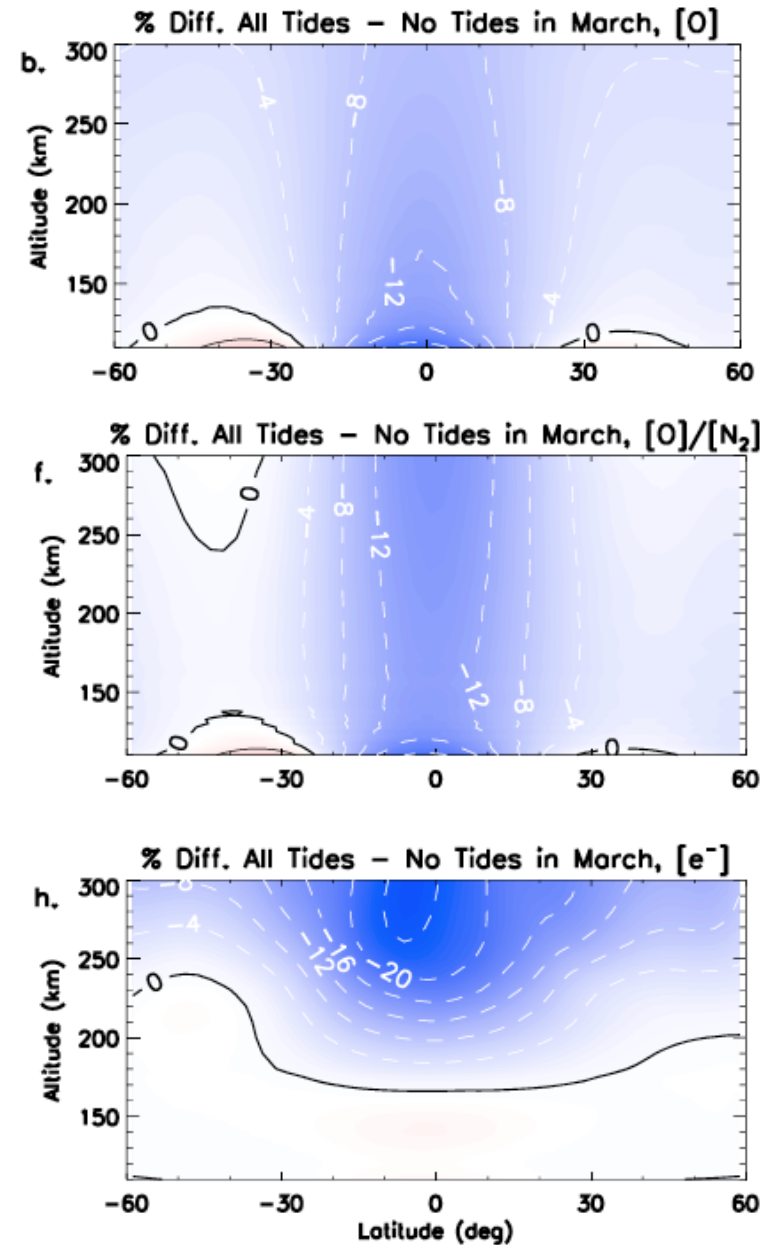 % Diff. All Tides - No Tides in March, [O]
b.
300
250
200
150
Altitude (km)
-4
-8
-8
-12
-4
0
0
-60 -30 0 30 60
% Diff. All Tides - No Tides in March, [O]/[N₂]
f.
300
250
200
150
Altitude (km)
0
-4
-8
-12
-12
-8
-4
0
0
-60 -30 0 30 60
% Diff. All Tides - No Tides in March, [e⁻]
h.
300
250
200
150
Altitude (km)
-4
0
-12
-16
-20
-60 -30 0 30 60
Latitude (deg)